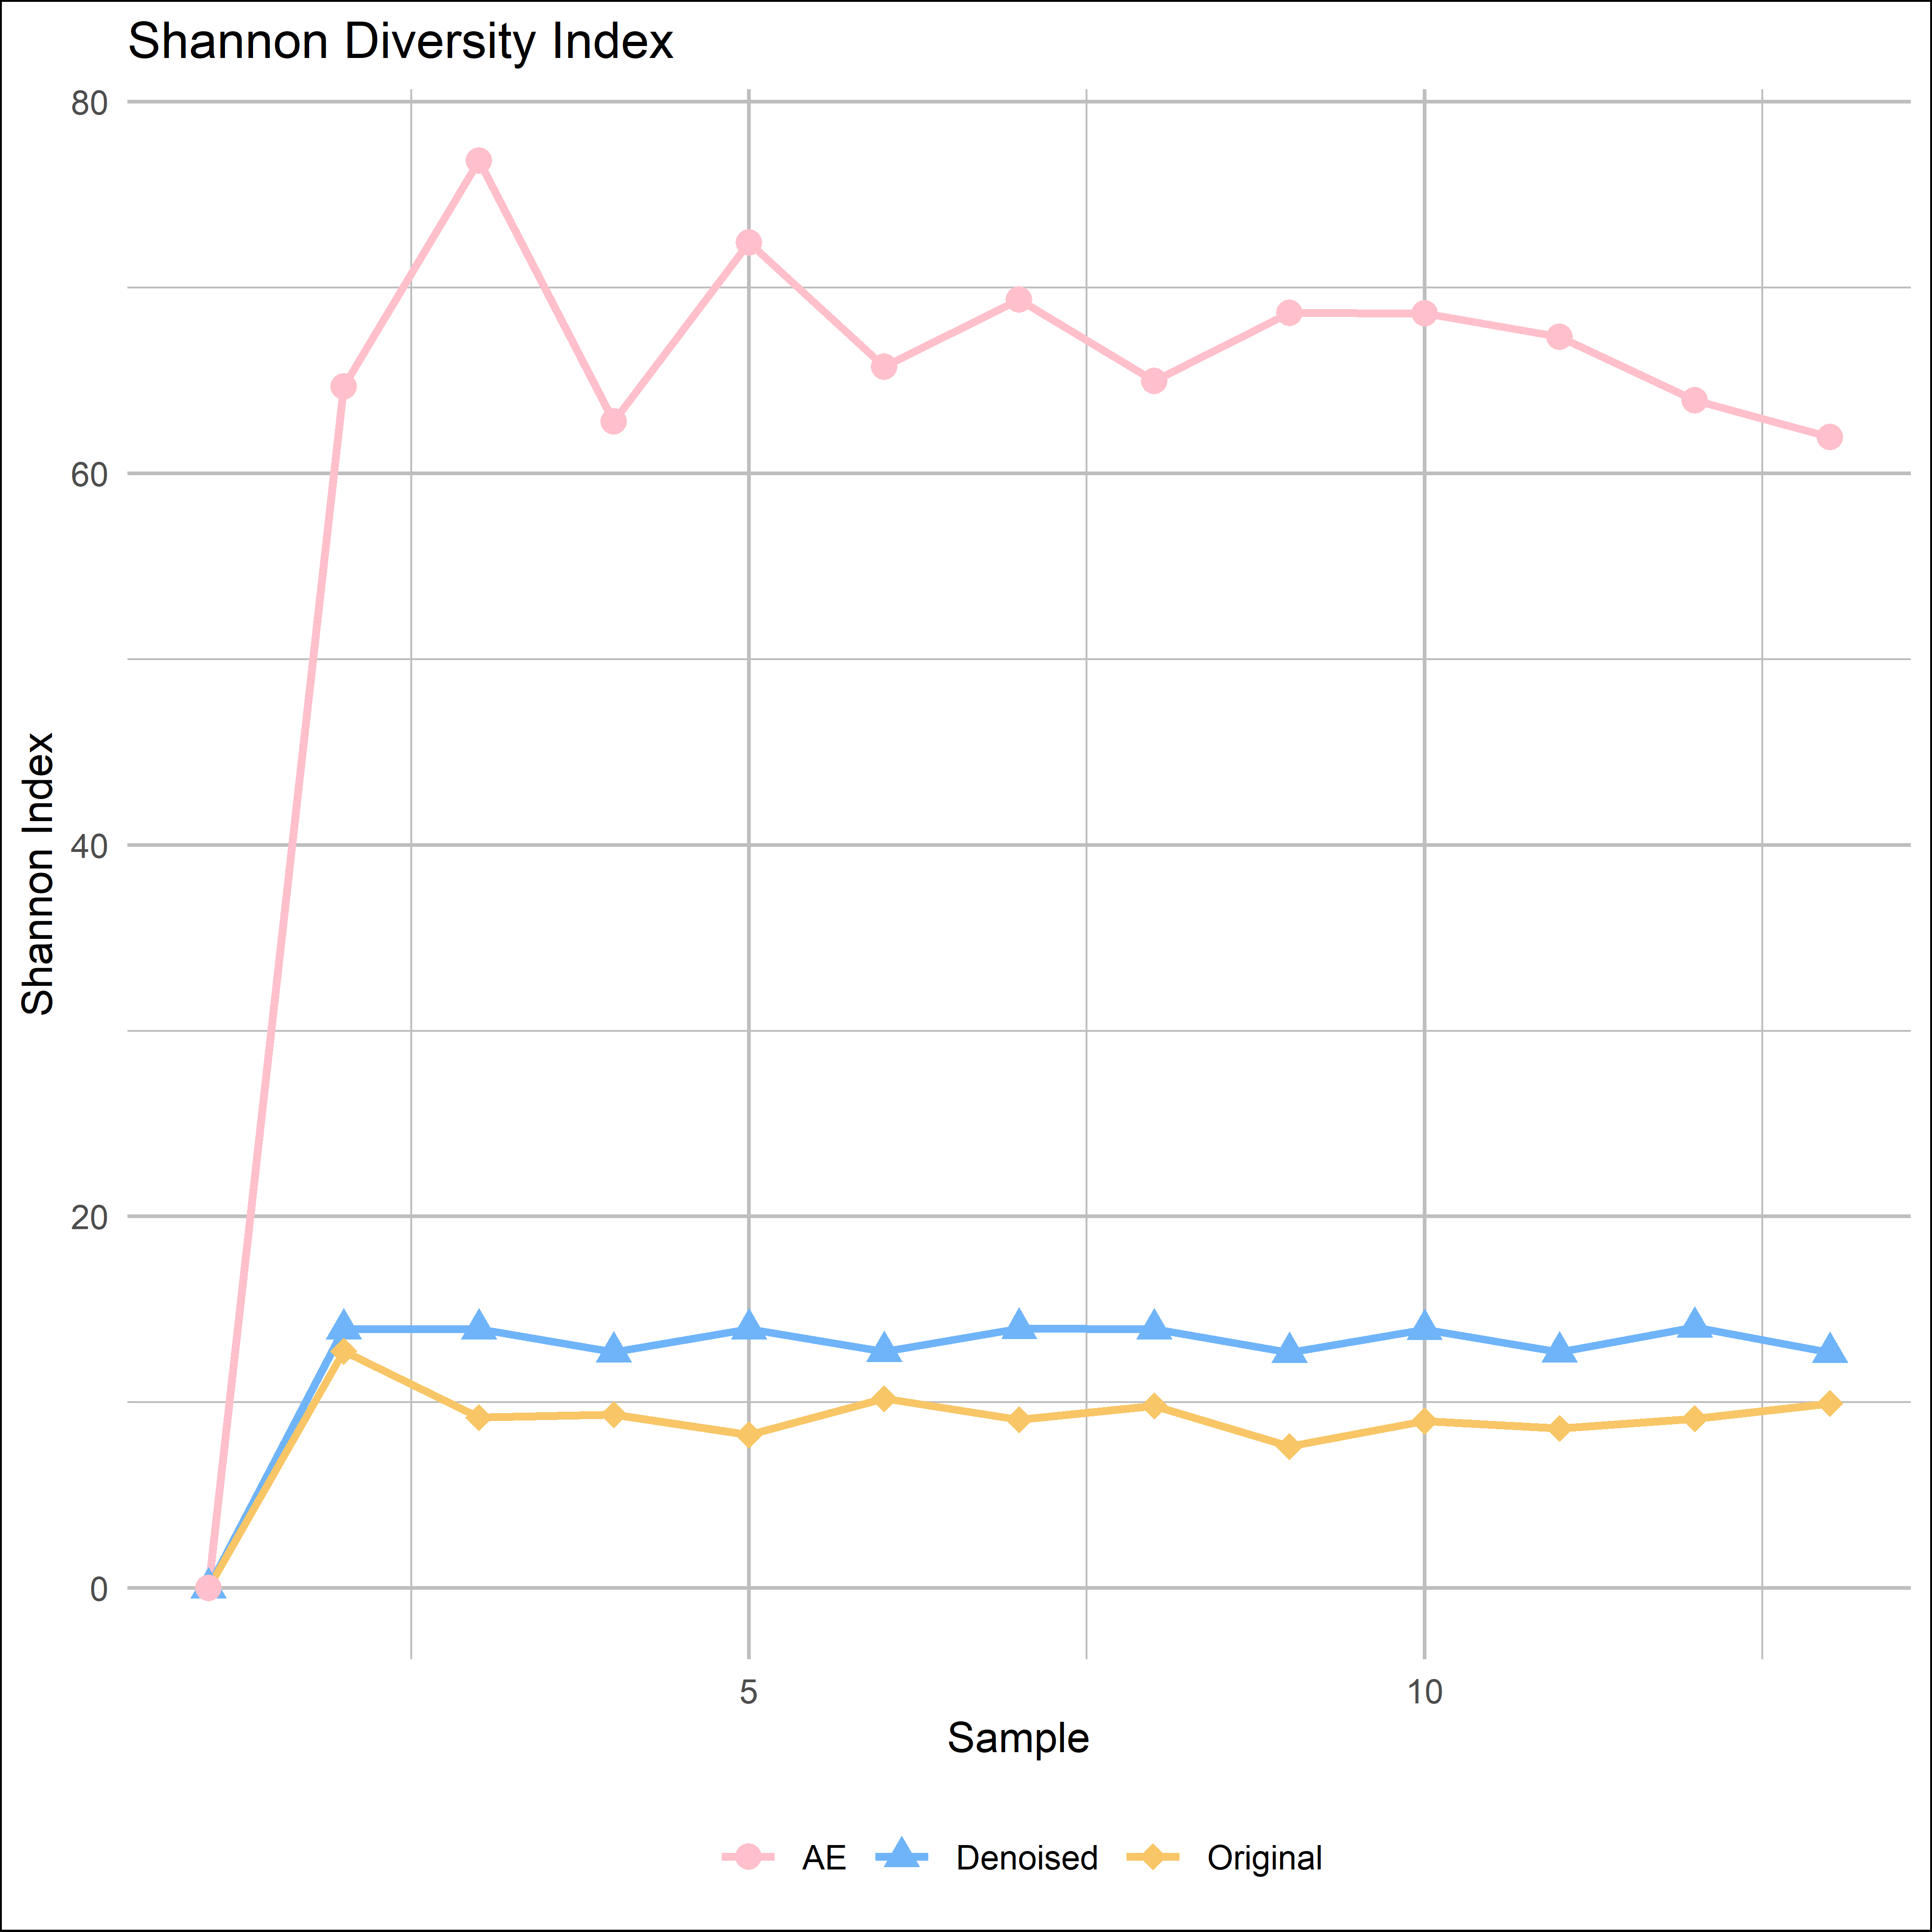 Shannon Diversity Index
80
60
40
20
0
Shannon Index
5 10
Sample
AE Denoised Original